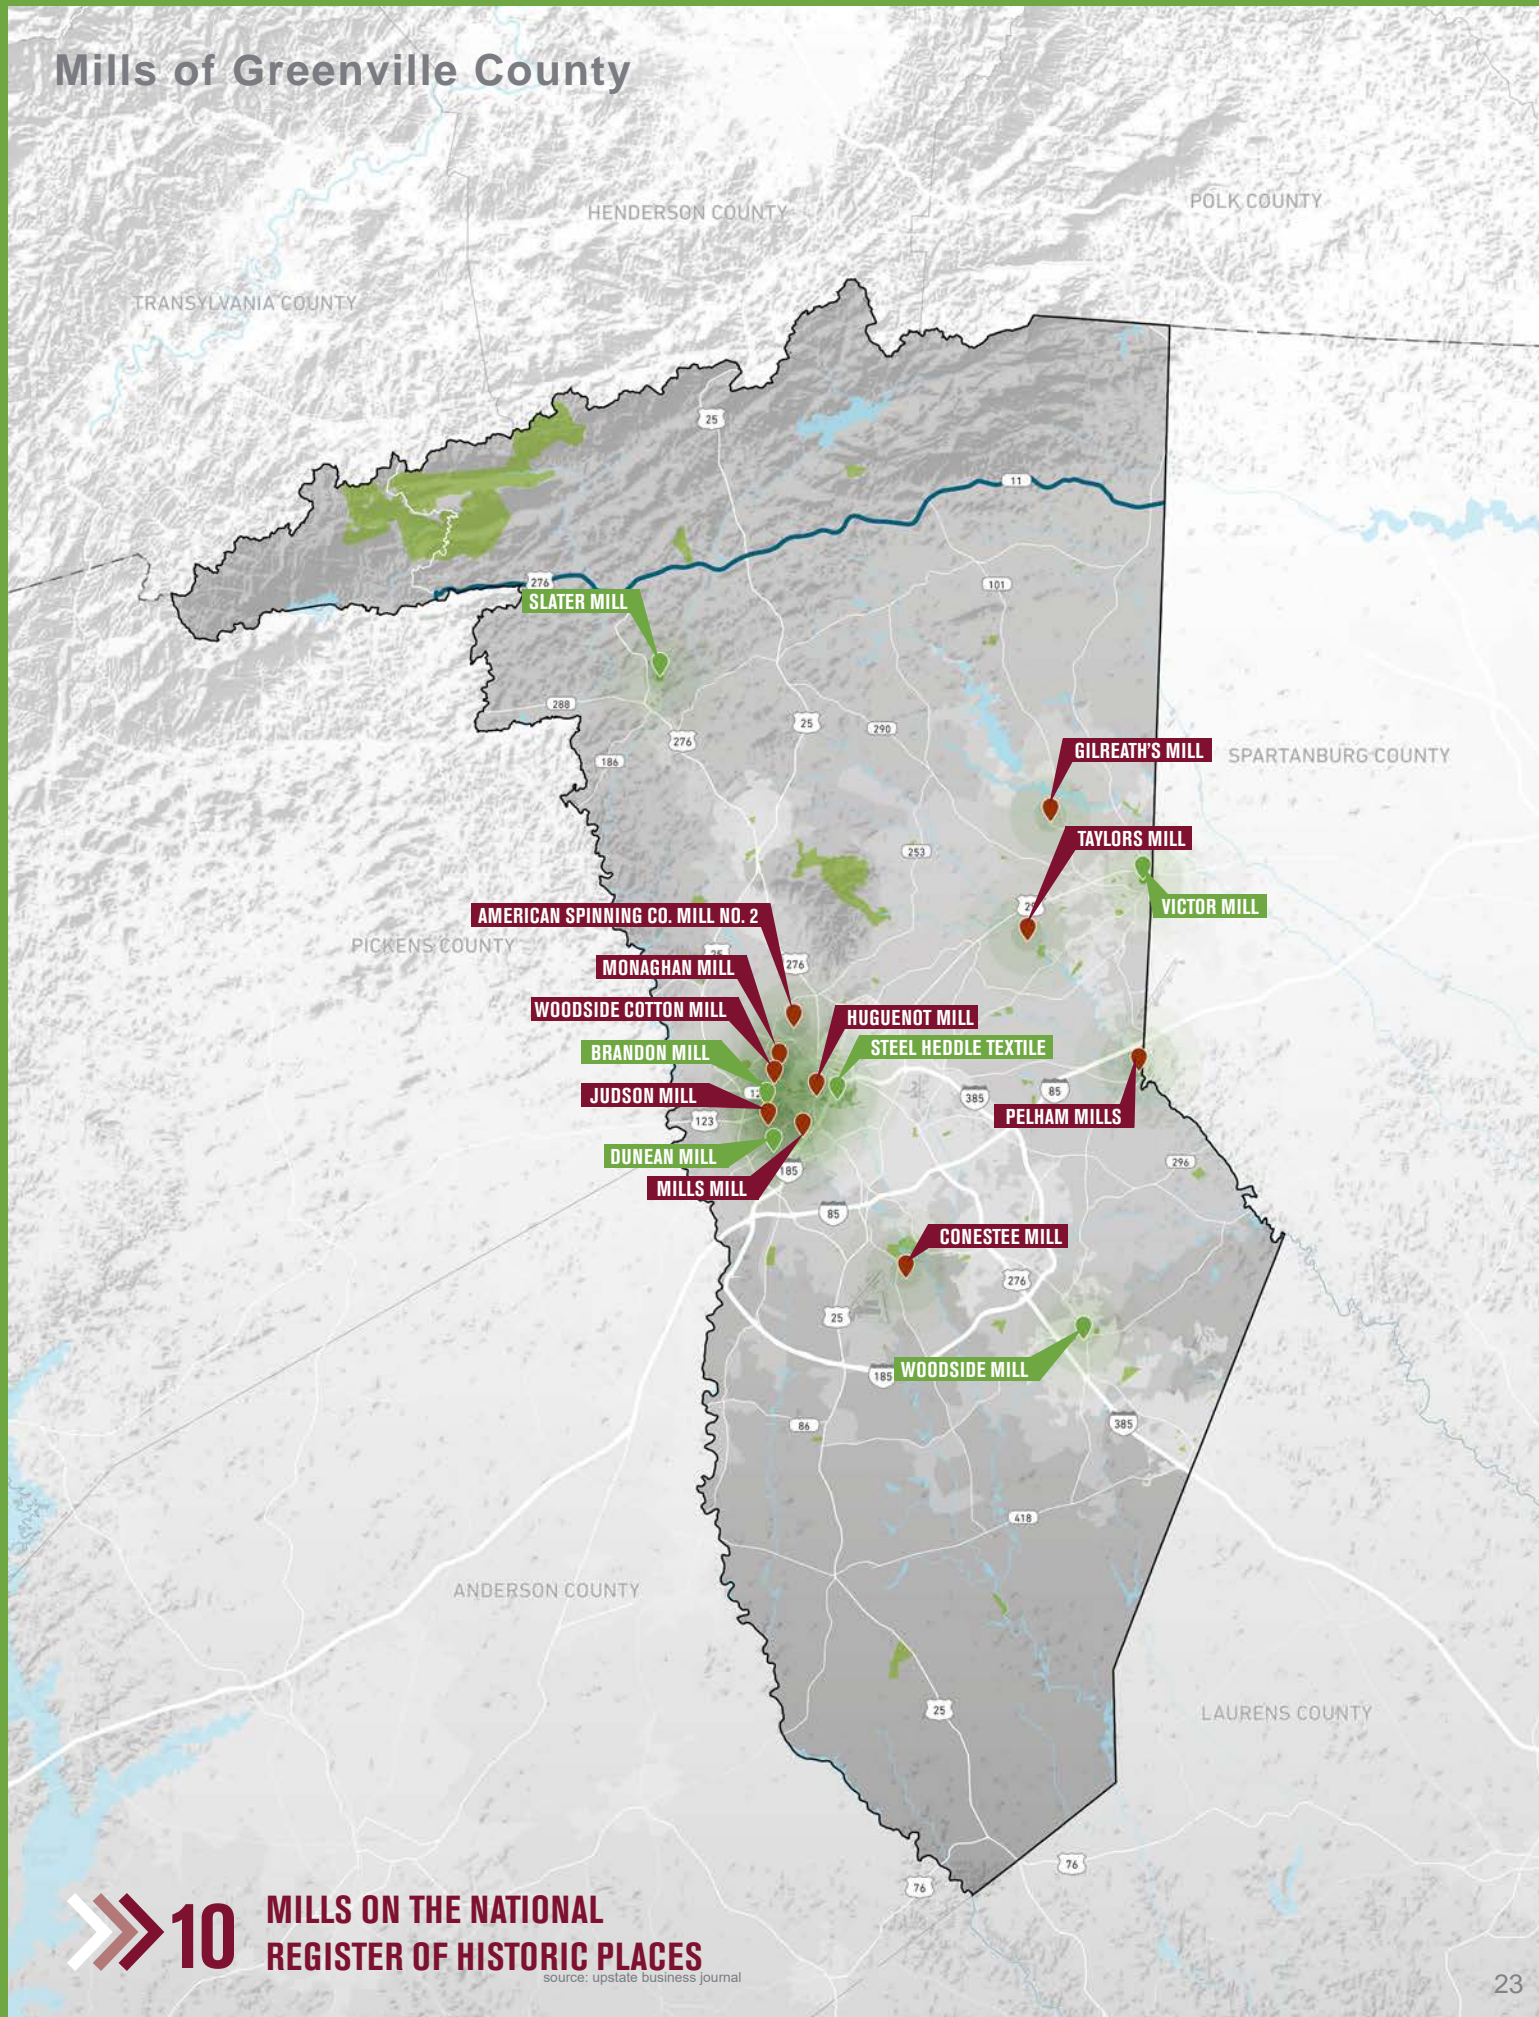 Mills of Greenville County
POLK COUNTY
HENDERSON COUNTY
TRANSYLVANIA COUNTY
25
11
276
101
SLATER MILL
288
25
290
276
GILREATH'S MILL
SPARTANBURG COUNTY
186
TAYLORS MILL
253
VICTOR MILL
AMERICAN SPINNING CO. MILL NO. 2
PICKENS COUNTY
25
276
MONAGHAN MILL
WOODSIDE COTTON MILL
HUGUENOT MILL
BRANDON MILL
STEEL HEDDLE TEXTILE
JUDSON MILL
385
85
123
PELHAM MILLS
DUNEAN MILL
185
296
MILLS MILL
85
CONESTEE MILL
276
25
WOODSIDE MILL
185
86
385
418
ANDERSON COUNTY
25
LAURENS COUNTY
76
76
10
MILLS ON THE NATIONAL
REGISTER OF HISTORIC PLACES
source: upstate business journal
23